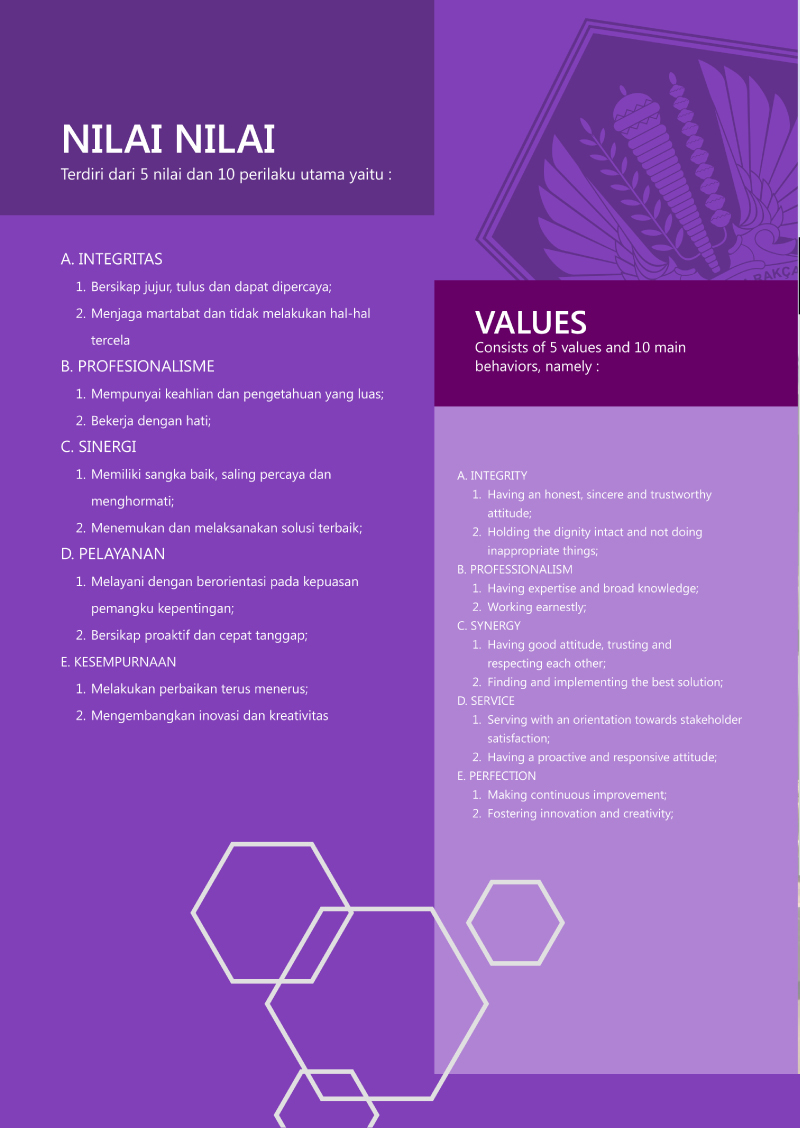 NILAI NILAI
Terdiri dari 5 nilai dan 10 perilaku utama yaitu :
A. INTEGRITAS
1. Bersikap jujur, tulus dan dapat dipercaya;
2. Menjaga martabat dan tidak melakukan hal-hal
tercela
B. PROFESIONALISME
1. Mempunyai keahlian dan pengetahuan yang luas;
2. Bekerja dengan hati;
C. SINERGI
1. Memiliki sangka baik, saling percaya dan
menghormati;
2. Menemukan dan melaksanakan solusi terbaik;
D. PELAYANAN
1. Melayani dengan berorientasi pada kepuasan
pemangku kepentingan;
2. Bersikap proaktif dan cepat tanggap;
E. KESEMPURNAAN
1. Melakukan perbaikan terus menerus;
2. Mengembangkan inovasi dan kreativitas
VALUES
Consists of 5 values and 10 main
behaviors, namely :
A. INTEGRITY
1. Having an honest, sincere and trustworthy
attitude;
2. Holding the dignity intact and not doing
inappropriate things;
B. PROFESSIONALISM
1. Having expertise and broad knowledge;
2. Working earnestly;
C. SYNERGY
1. Having good attitude, trusting and
respecting each other;
2. Finding and implementing the best solution;
D. SERVICE
1. Serving with an orientation towards stakeholder
satisfaction;
2. Having a proactive and responsive attitude;
E. PERFECTION
1. Making continuous improvement;
2. Fostering innovation and creativity;